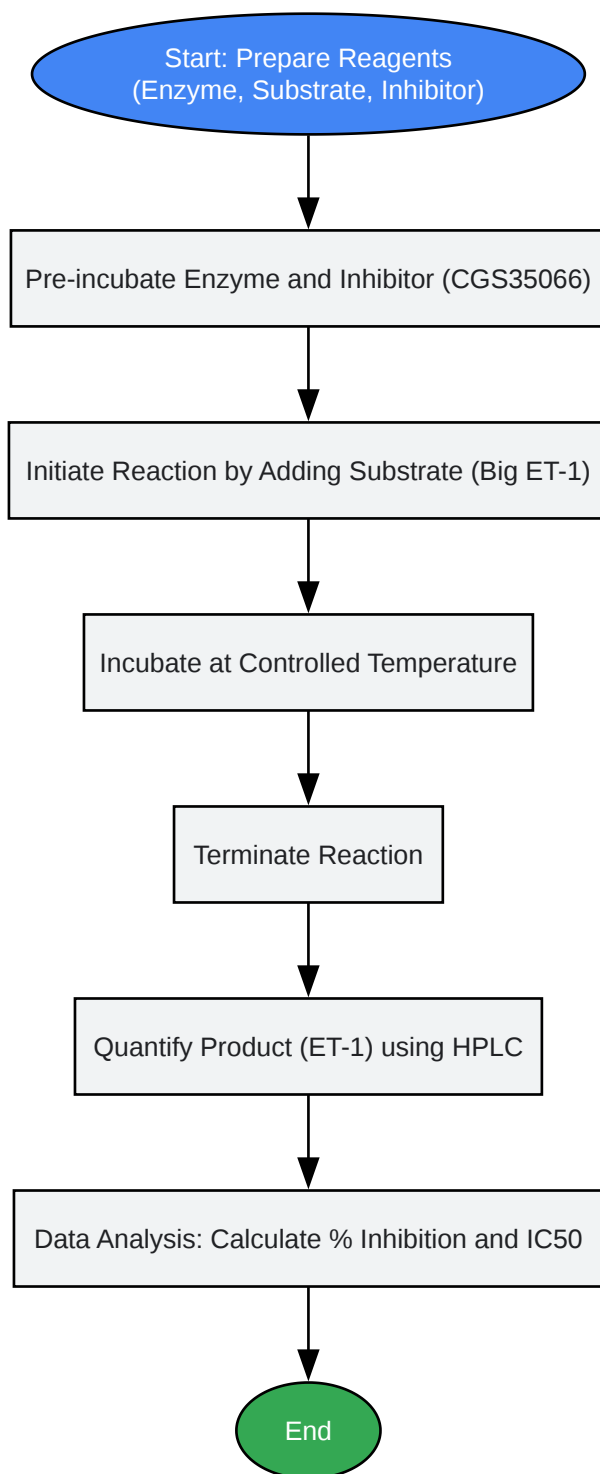 Start: Prepare Reagents
(Enzyme, Substrate, Inhibitor)
Pre-incubate Enzyme and Inhibitor (CGS35066)
Initiate Reaction by Adding Substrate (Big ET-1)
Incubate at Controlled Temperature
Terminate Reaction
Quantify Product (ET-1) using HPLC
Data Analysis: Calculate % Inhibition and IC50
End